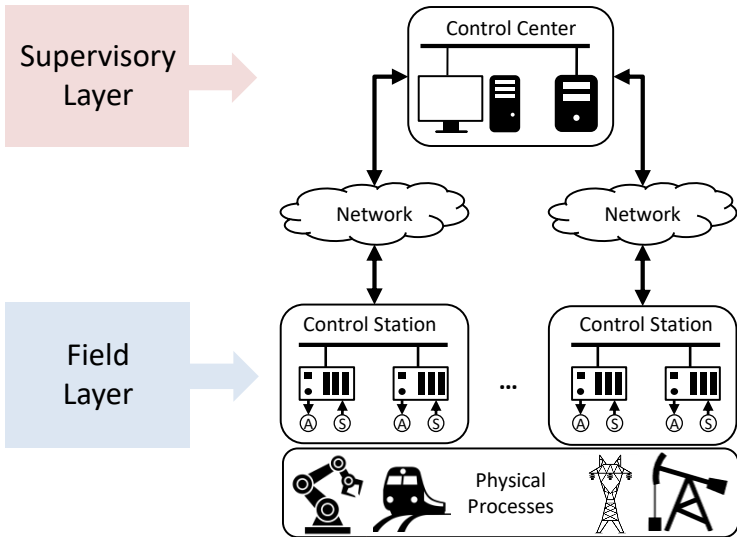 Supervisory
Layer
Control Center
Network
Network
Field
Layer
Control Station
Control Station
...
A S A S A S A S
Physical
Processes